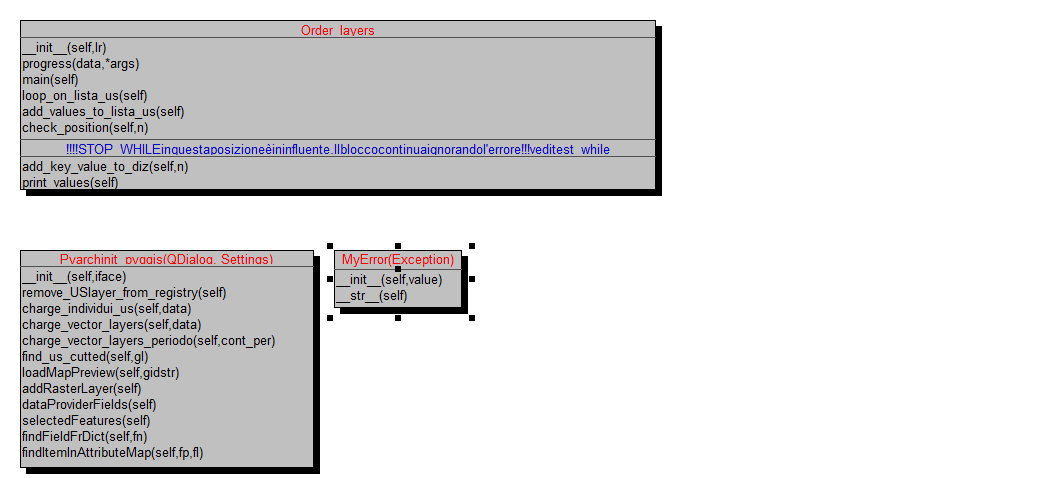 Order_layers
__init__(self,lr)
progress(data,*args)
main(self)
loop_on_lista_us(self)
add_values_to_lista_us(self)
check_position(self,n)
!!!!STOP_WHILEinquestaposizioneèininfluente.Ilbloccocontinuaignorandol'errore!!!veditest_while
add_key_value_to_diz(self,n)
print_values(self)
Pyarchinit_pyqgis(QDialog, Settings)
__init__(self,iface)
remove_USlayer_from_registry(self)
charge_individui_us(self,data)
charge_vector_layers(self,data)
charge_vector_layers_periodo(self,cont_per)
find_us_cutted(self,gl)
loadMapPreview(self,gidstr)
addRasterLayer(self)
dataProviderFields(self)
selectedFeatures(self)
findFieldFrDict(self,fn)
findItemInAttributeMap(self,fp,fl)
MyError(Exception)
__init__(self,value)
__str__(self)